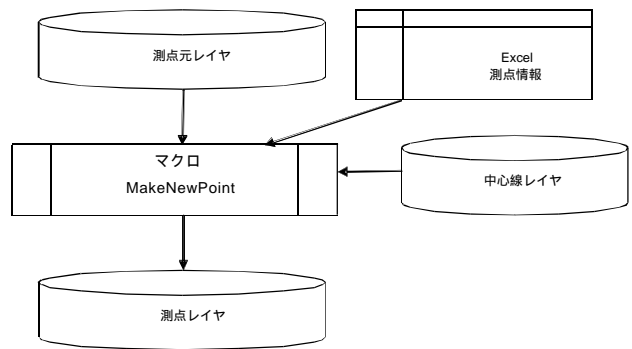 測点元レイヤ
Excel
測点情報
マクロ
MakeNewPoint
中心線レイヤ
測点レイヤ